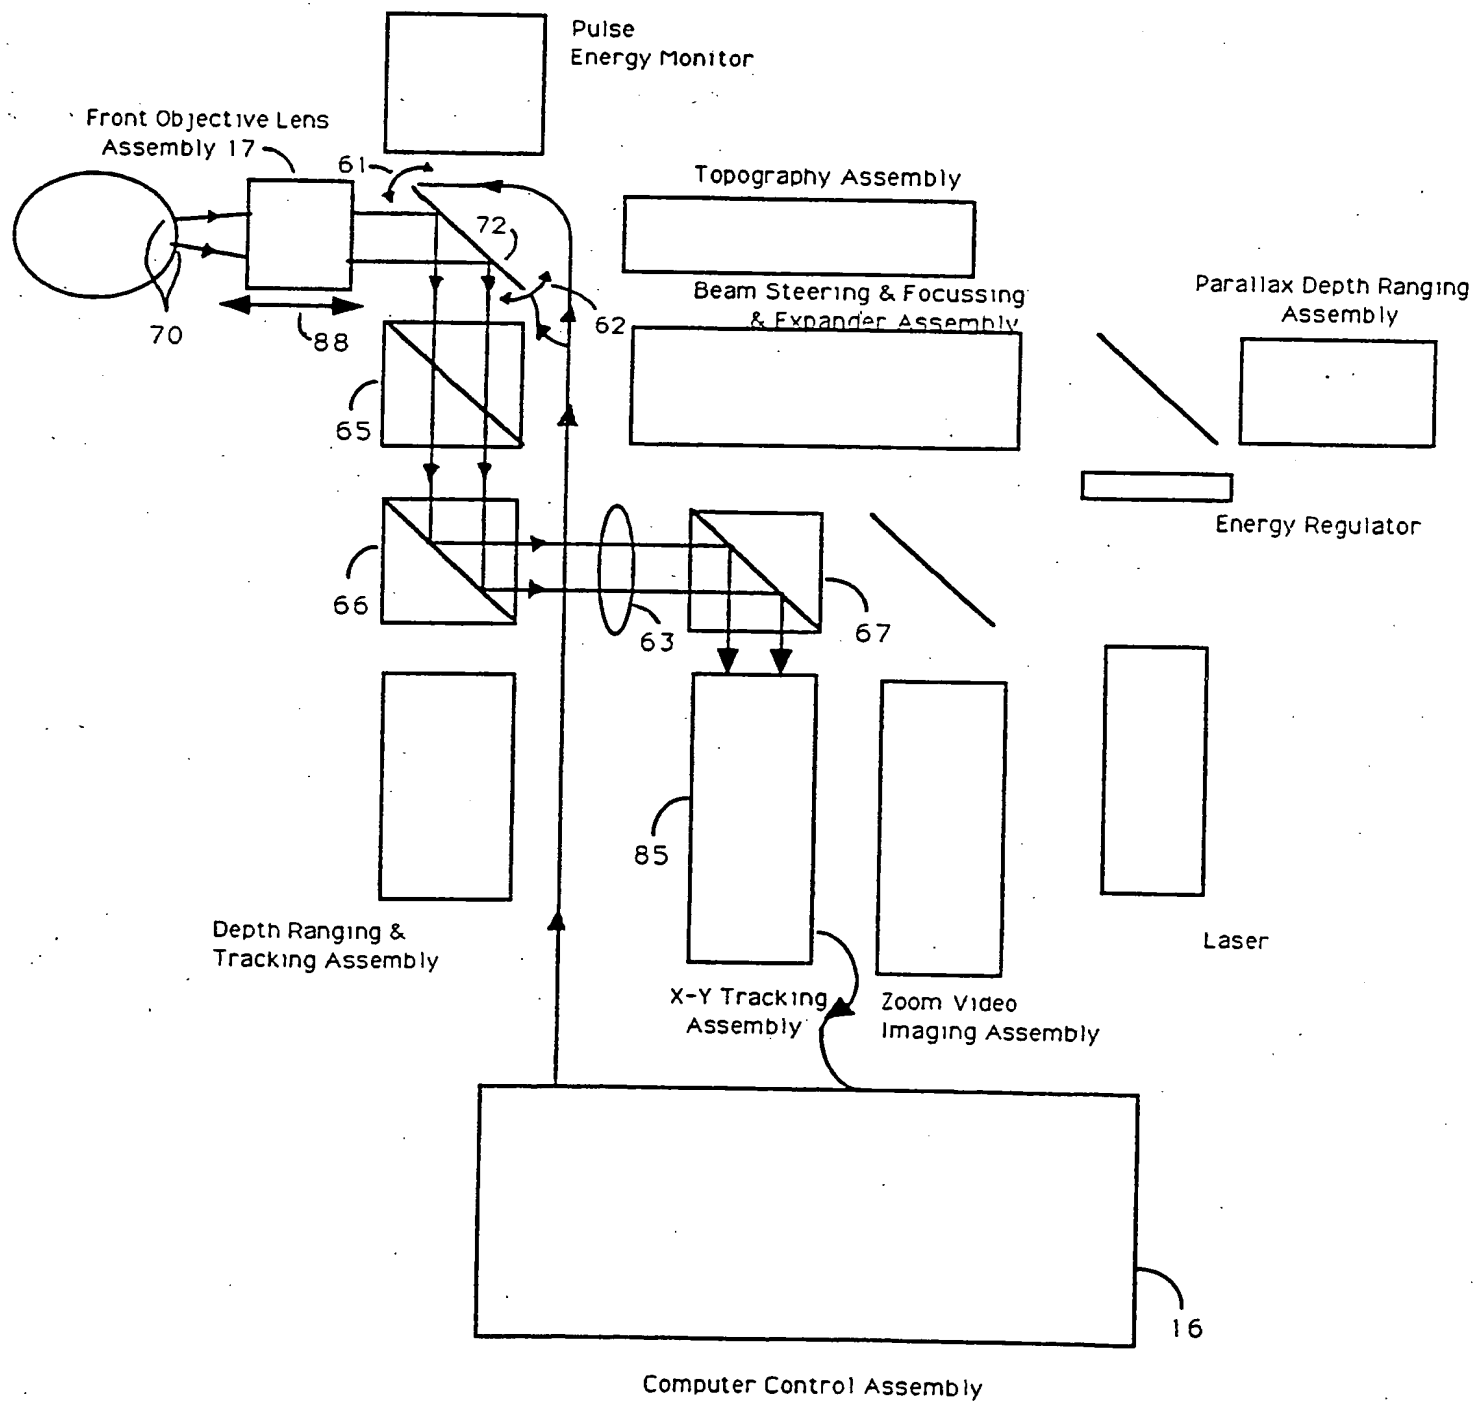 Pulse
Energy Monitor
Front Objective Lens
Assembly 17
61
Topography Assembly
72
Beam Steering & Focussing
& Expander Assembly
Parallax Depth Ranging
Assembly
70
88
62
65
Energy Regulator
66
63
67
85
Depth Ranging &
Tracking Assembly
Laser
X-Y Tracking
Assembly
Zoom Video
Imaging Assembly
16
Computer Control Assembly